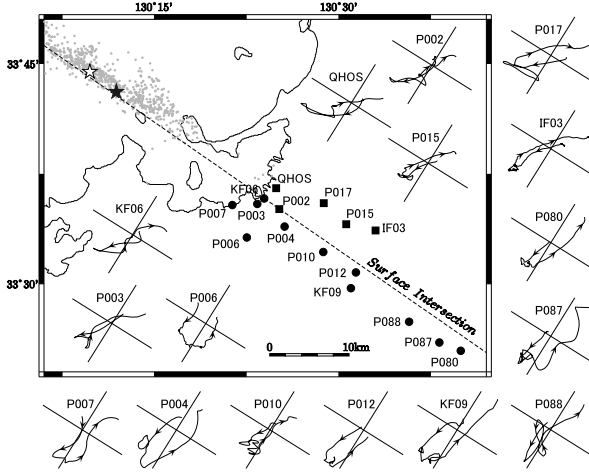 130°15' 130°30'
33°45'
33°30'
P002
P017
QHOS
P015
IF03
KF06
P080
P003
P006
P087
QHOS
P007
P003
P002
P017
P015
IF03
P006
P004
P010
P012
KF09
P088
P087
P080
Surface Intersection
0 10km
P007
P004
P010
P012
KF09
P088